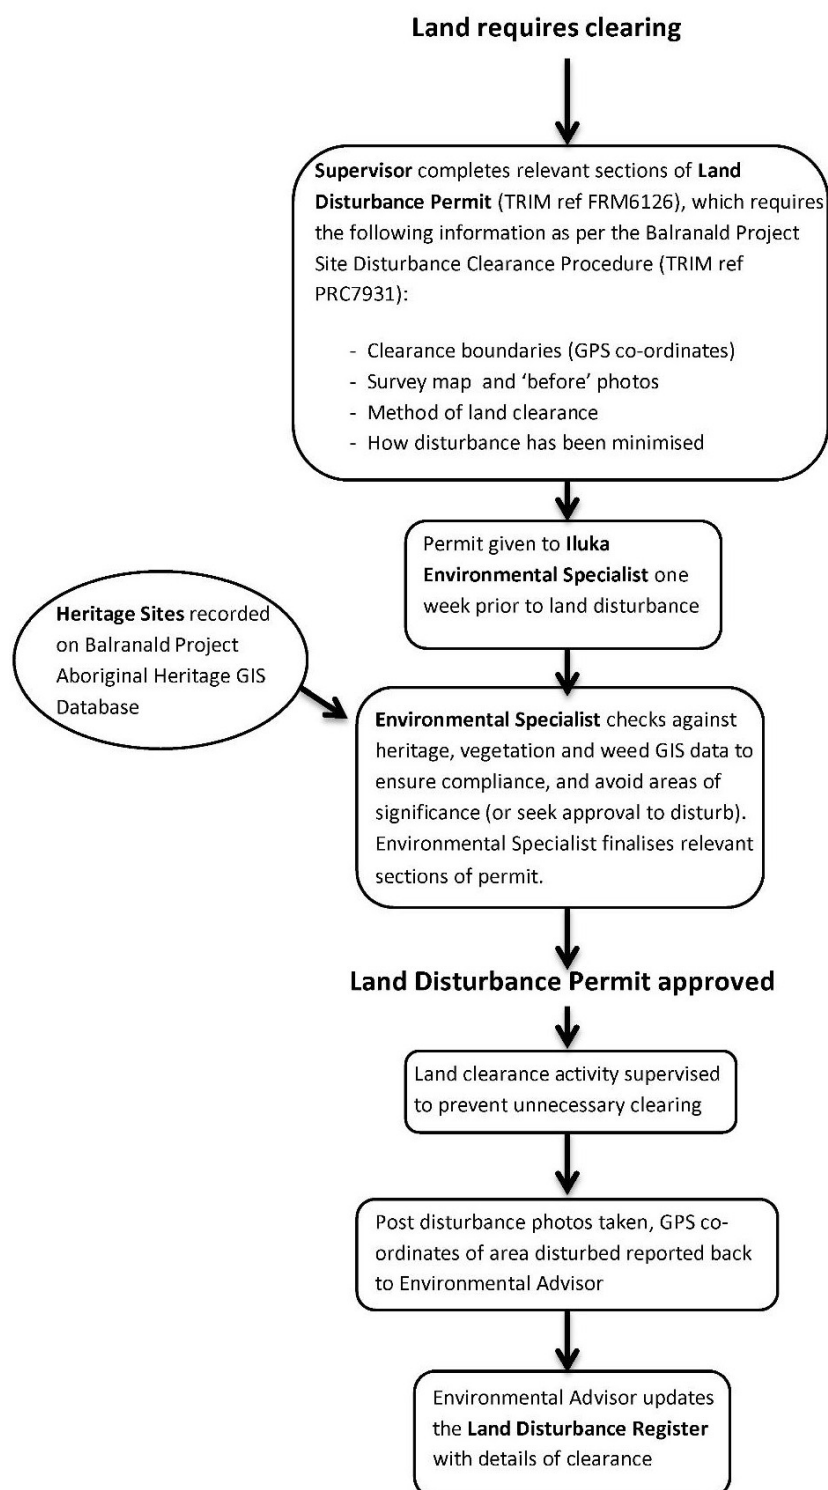 Land requires clearing
Supervisor completes relevant sections of Land
Disturbance Permit (TRIM ref FRM6126), which requires
the following information as per the Balranald Project
Site Disturbance Clearance Procedure (TRIM ref
PRC7931):
- Clearance boundaries (GPS co-ordinates)
- Survey map and ‘before’ photos
- Method of land clearance
- How disturbance has been minimised
Permit given to Iluka
Environmental Specialist one
week prior to land disturbance
Heritage Sites recorded
on Balranald Project
Aboriginal Heritage GIS
Database
Environmental Specialist checks against
heritage, vegetation and weed GIS data to
ensure compliance, and avoid areas of
significance (or seek approval to disturb).
Environmental Specialist finalises relevant
sections of permit.
Land Disturbance Permit approved
Land clearance activity supervised
to prevent unnecessary clearing
Post disturbance photos taken, GPS co-
ordinates of area disturbed reported back
to Environmental Advisor
Environmental Advisor updates
the Land Disturbance Register
with details of clearance